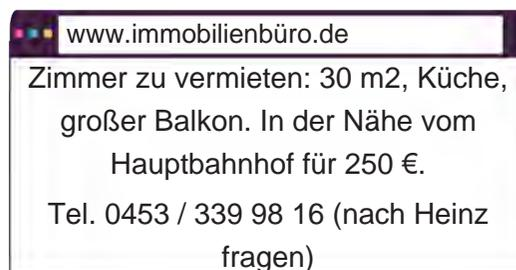 www.immobilienbüro.de
Zimmer zu vermieten: 30 m2, Küche,
großer Balkon. In der Nähe vom
Hauptbahnhof für 250 €.
Tel. 0453 / 339 98 16 (nach Heinz
fragen)